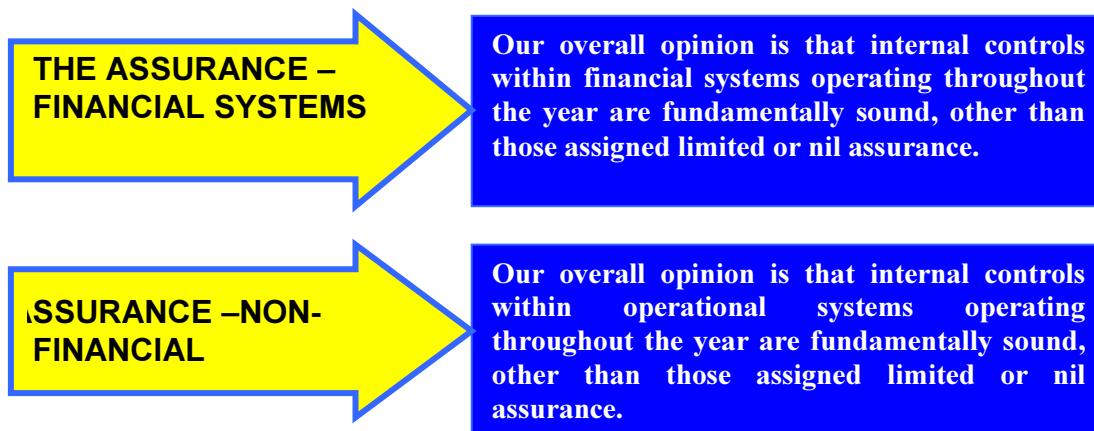 THE ASSURANCE –
FINANCIAL SYSTEMS
Our overall opinion is that internal controls
within financial systems operating throughout
the year are fundamentally sound, other than
those assigned limited or nil assurance.
ASSURANCE –NON-
FINANCIAL
Our overall opinion is that internal controls
within operational systems operating
throughout the year are fundamentally sound,
other than those assigned limited or nil
assurance.